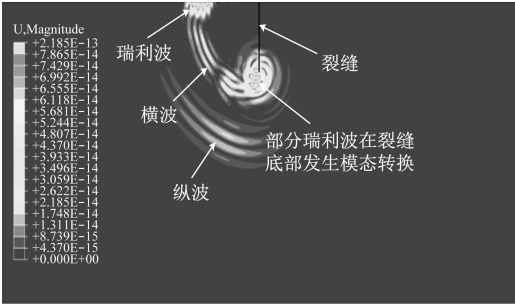 U,Magnitude
+2.185E-13
+7.865E-14
+7.429E-14
+6.992E-14
+6.555E-14
+6.118E-14
+5.681E-14
+5.244E-14
+4.807E-14
+4.370E-14
+3.933E-14
+3.496E-14
+3.059E-14
+2.622E-14
+2.185E-14
+1.748E-14
+1.311E-14
+8.739E-15
+4.370E-15
+0.000E+00
瑞利波
裂缝
横波
部分瑞利波在裂缝
底部发生模态转换
纵波